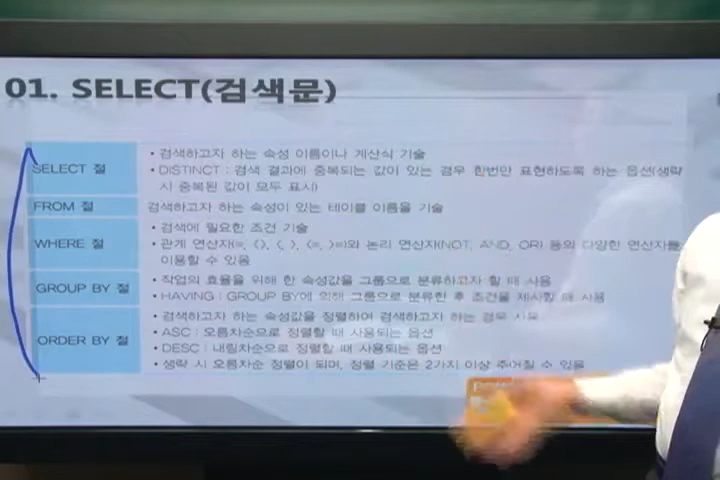 01. SELECT(검색문)
SELECT 절
• 검색하고자 하는 속성 이름이나 계산식 기술
• DISTINCT : 검색 결과에 중복되는 값이 있는 경우 한번만 표현하도록 하는 옵션(생략
시 중복된 값이 모두 표시)
FROM 절
검색하고자 하는 속성이 있는 테이블 이름을 기술
WHERE 절
• 검색에 필요한 조건 기술
• 관계 연산자(=, <>, <, >, <=, >=)와 논리 연산자(NOT, AND, OR) 등의 다양한 연산자를
이용할 수 있음
GROUP BY 절
• 작업의 효율을 위해 한 속성값을 그룹으로 분류하고자 할 때 사용
• HAVING : GROUP BY에 의해 그룹으로 분류한 후 조건을 제시할 때 사용
ORDER BY 절
• 검색하고자 하는 속성값을 정렬하여 검색하고자 하는 경우 사용
• ASC : 오름차순으로 정렬할 때 사용되는 옵션
• DESC : 내림차순으로 정렬할 때 사용되는 옵션
• 생략 시 오름차순 정렬이 되며, 정렬 기준은 2가지 이상 주어질 수 있음